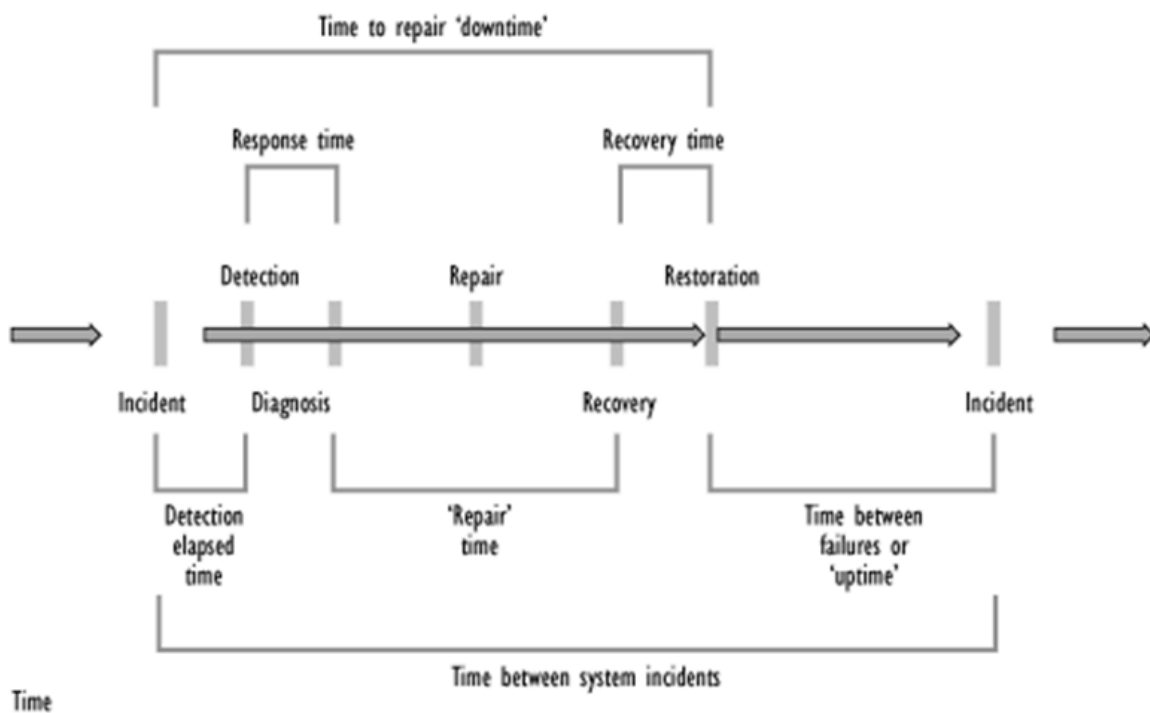 Time to repair ‘downtime’
Response time
Recovery time
Detection
Repair
Restoration
Incident
Diagnosis
Recovery
Incident
Detection
elapsed
time
‘Repair’
time
Time between
failures or
‘uptime’
Time between system incidents
Time